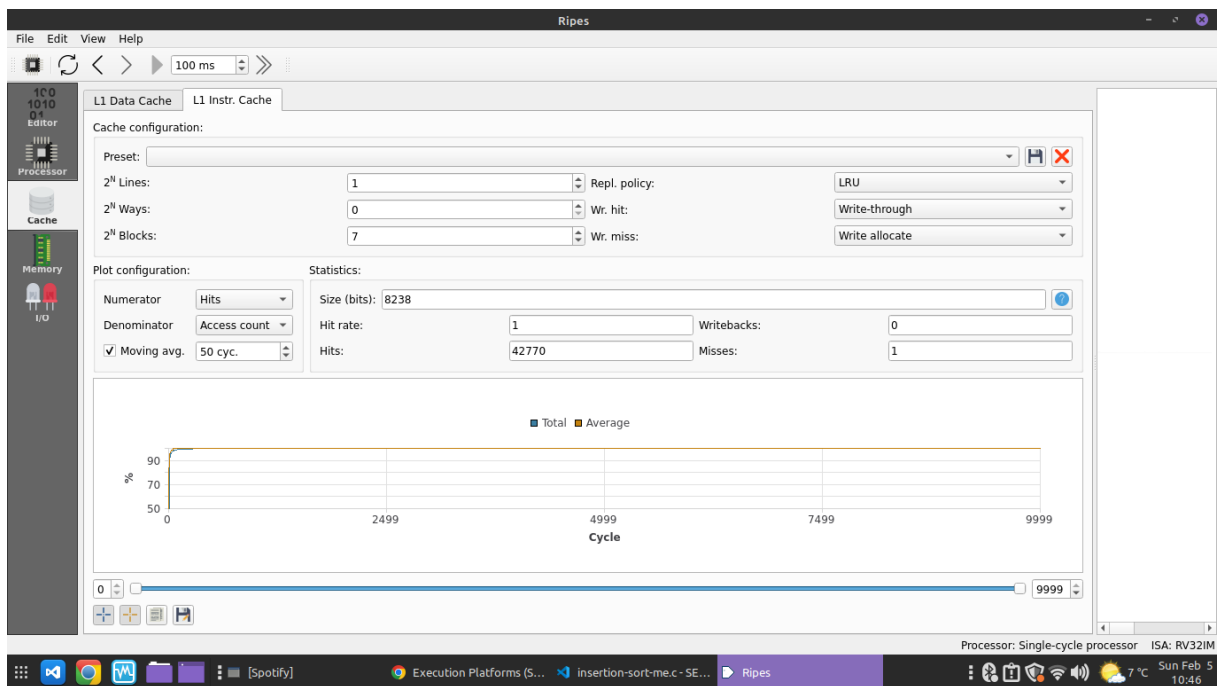 Ripes
File Edit View Help
100 ms
Editor
Processor
Cache
Memory
I/O
L1 Data Cache L1 Instr. Cache
Cache configuration:
Preset:
2ᴺ Lines: 1 Repl. policy: LRU
2ᴺ Ways: 0 Wr. hit: Write-through
2ᴺ Blocks: 7 Wr. miss: Write allocate
Plot configuration: Statistics:
Numerator Hits Size (bits): 8238
Denominator Access count Hit rate: 1 Writebacks: 0
Moving avg. 50 cyc. Hits: 42770 Misses: 1
Total Average
90
%
70
50
0 2499 4999 7499 9999
Cycle
0 9999
Processor: Single-cycle processor ISA: RV32IM
[Spotify] Execution Platforms (S... insertion-sort-me.c - SE... Ripes 7 °C Sun Feb 5
10:46